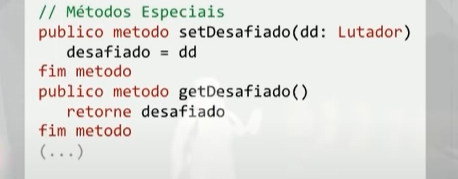 // Métodos Especiais
publico metodo setDesafiado(dd: Lutador)
desafiado = dd
fim metodo
publico metodo getDesafiado()
retorne desafiado
fim metodo
(...)